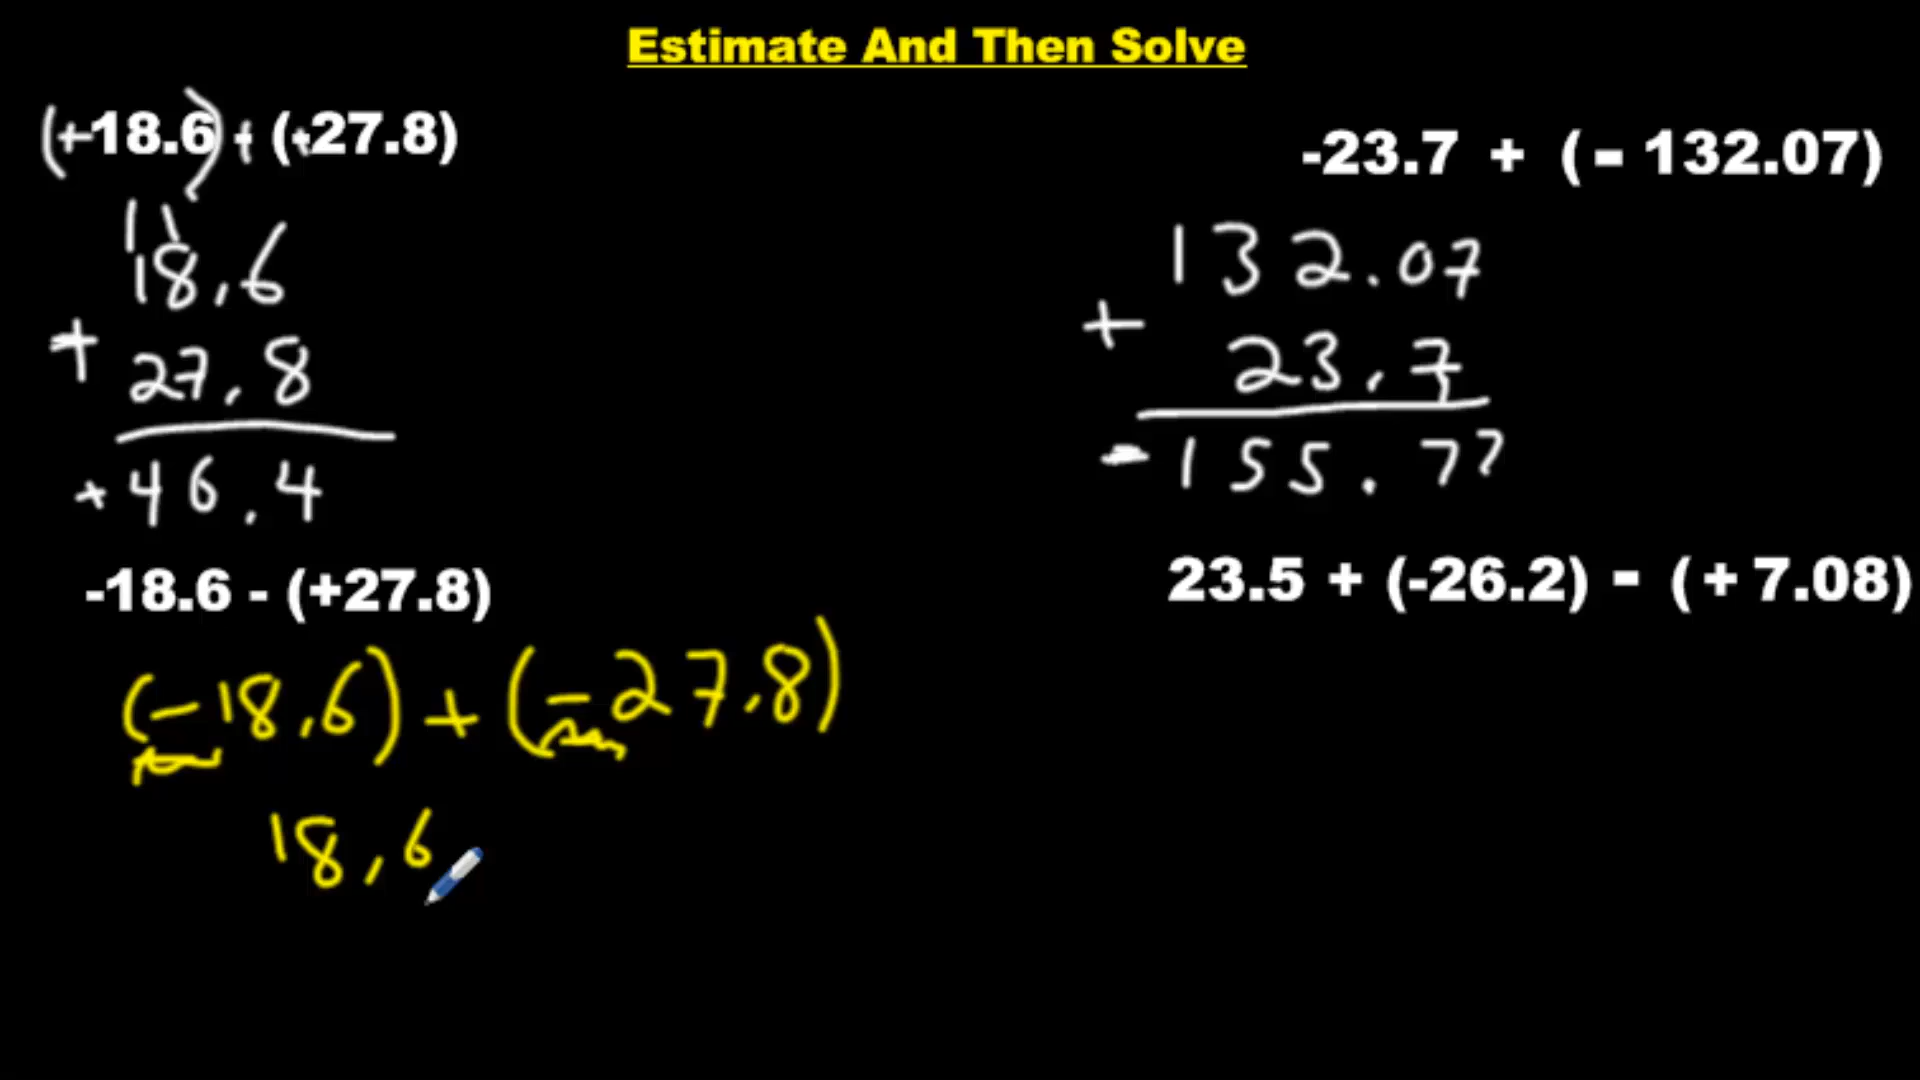 Estimate And Then Solve
(+18.6) + (+27.8)
11
18.6
+ 27.8
+46.4
-18.6 - (+27.8)
(-18.6) + (-27.8)
18.6
-23.7 + (- 132.07)
132.07
+ 23.7
-155.77
23.5 + (-26.2) - (+ 7.08)